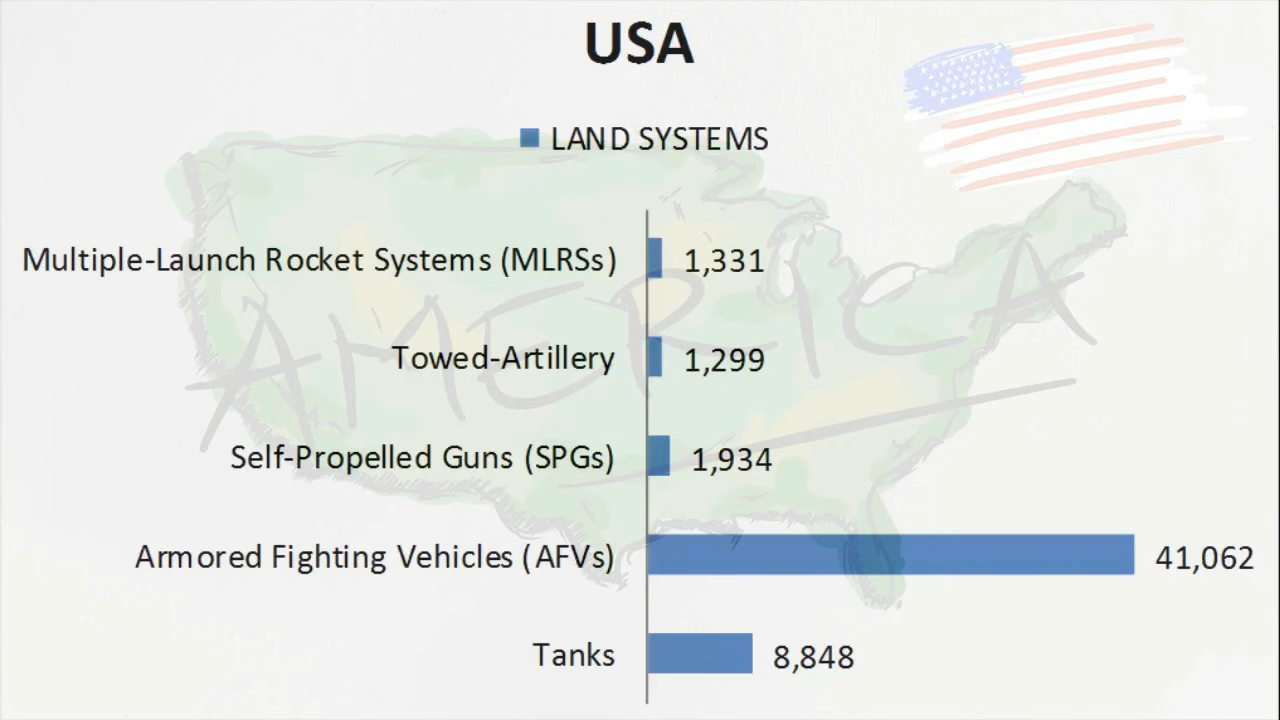 USA
LAND SYSTEMS
Multiple-Launch Rocket Systems (MLRSs) 1,331
Towed-Artillery 1,299
Self-Propelled Guns (SPGs) 1,934
Armored Fighting Vehicles (AFVs) 41,062
Tanks 8,848
AMERICA